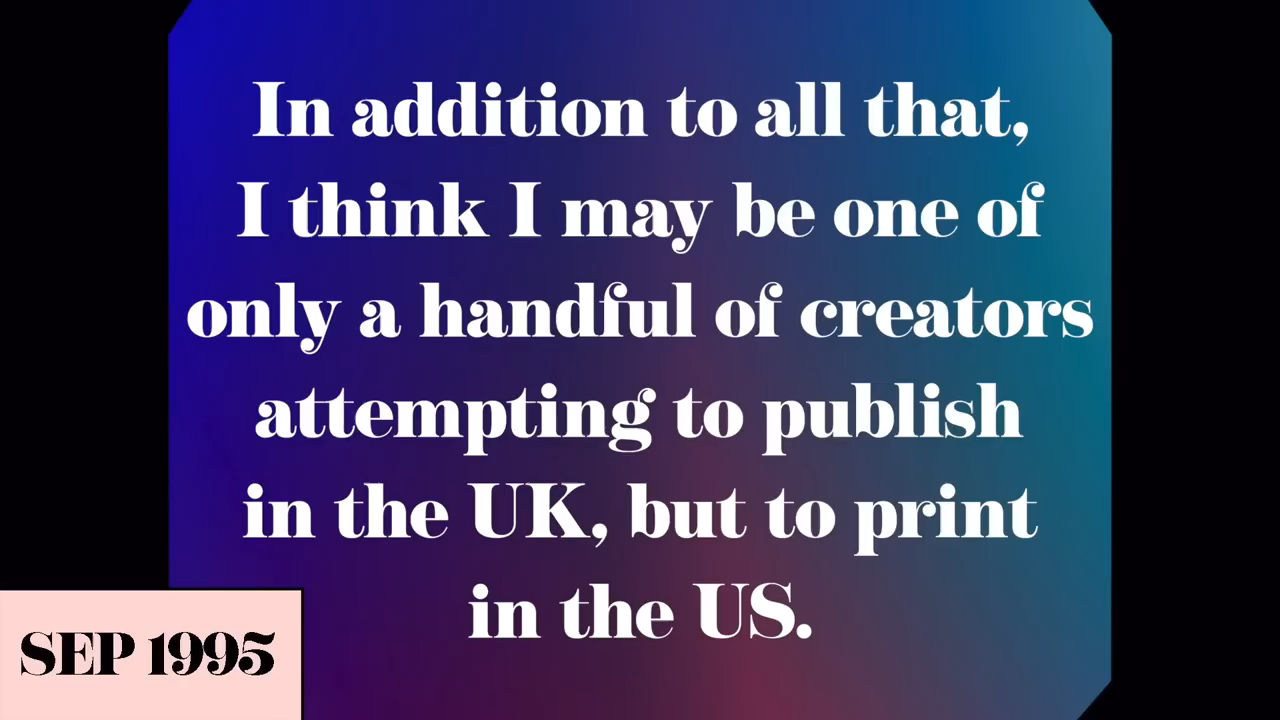 In addition to all that,
I think I may be one of
only a handful of creators
attempting to publish
in the UK, but to print
in the US.
SEP 1995